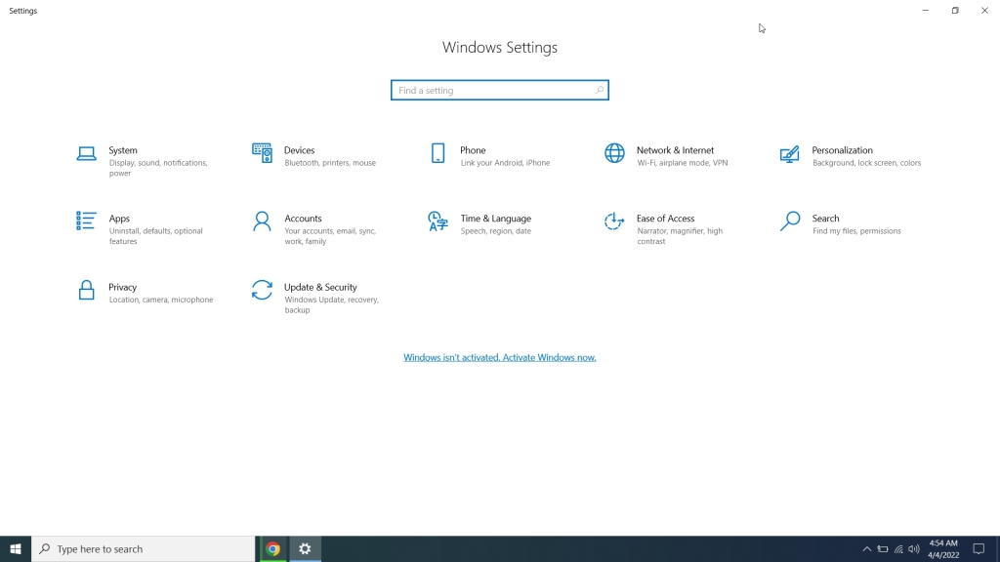 Settings
Windows Settings
Find a setting
System
Display, sound, notifications,
power
Devices
Bluetooth, printers, mouse
Phone
Link your Android, iPhone
Network & Internet
Wi-Fi, airplane mode, VPN
Personalization
Background, lock screen, colors
Apps
Uninstall, defaults, optional
features
Accounts
Your accounts, email, sync,
work, family
Time & Language
Speech, region, date
Ease of Access
Narrator, magnifier, high
contrast
Search
Find my files, permissions
Privacy
Location, camera, microphone
Update & Security
Windows Update, recovery,
backup
Windows isn't activated. Activate Windows now.
Type here to search
4:54 AM
4/4/2022